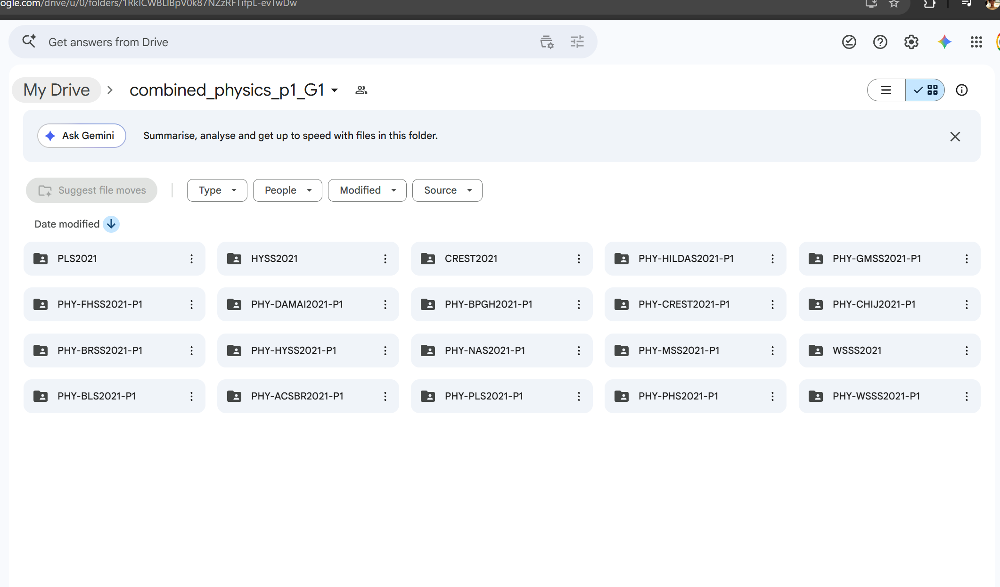 ogle.com/drive/u/0/folders/
Get answers from Drive
My Drive
combined_physics_p1_G1
Ask Gemini
Summarise, analyse and get up to speed with files in this folder.
Suggest file moves
Type
People
Modified
Source
Date modified
PLS2021
HYSS2021
CREST2021
PHY-HILDAS2021-P1
PHY-GMSS2021-P1
PHY-FHSS2021-P1
PHY-DAMAI2021-P1
PHY-BPGH2021-P1
PHY-CREST2021-P1
PHY-CHIJ2021-P1
PHY-BRSS2021-P1
PHY-HYSS2021-P1
PHY-NAS2021-P1
PHY-MSS2021-P1
WSSS2021
PHY-BLS2021-P1
PHY-ACSBR2021-P1
PHY-PLS2021-P1
PHY-PHS2021-P1
PHY-WSSS2021-P1